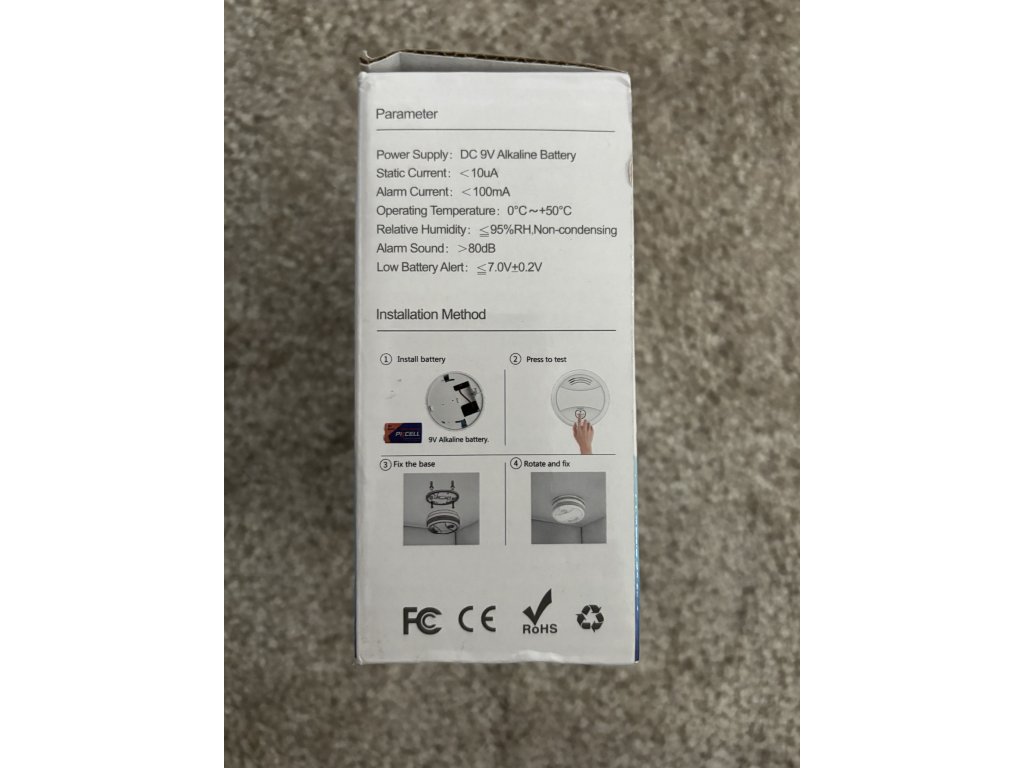 Parameter
Power Supply: DC 9V Alkaline Battery
Static Current: <10uA
Alarm Current: <100mA
Operating Temperature: 0°C~+50°C
Relative Humidity: ≦95%RH,Non-condensing
Alarm Sound: >80dB
Low Battery Alert: ≦7.0V±0.2V
Installation Method
① Install battery
PKCELL
9V Alkaline battery.
② Press to test
③ Fix the base
④ Rotate and fix
FC CE RoHS